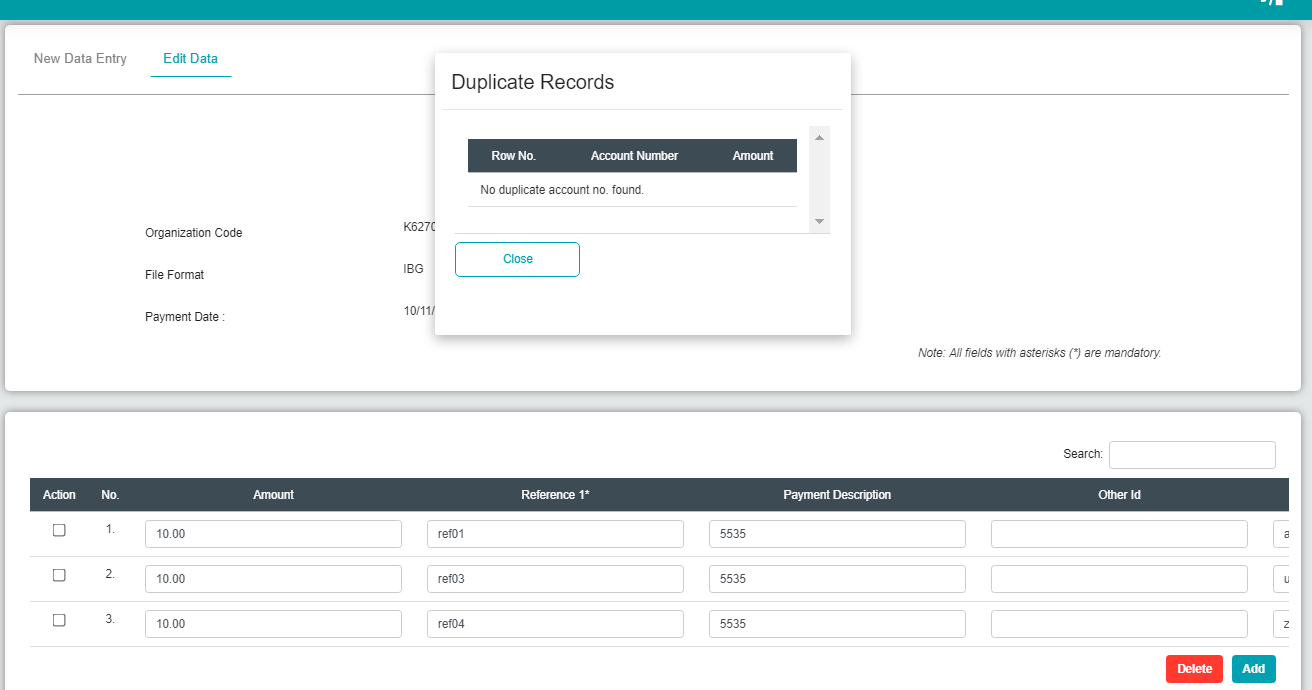 New Data Entry Edit Data
Duplicate Records
Row No. Account Number Amount
No duplicate account no. found.
Close
Organization Code K6270
File Format IBG
Payment Date : 10/11/
Note: All fields with asterisks (*) are mandatory.
Search:
Action No. Amount Reference 1* Payment Description Other Id
1. 10.00 ref01 5535 a
2. 10.00 ref03 5535 u
3. 10.00 ref04 5535 z
Delete Add